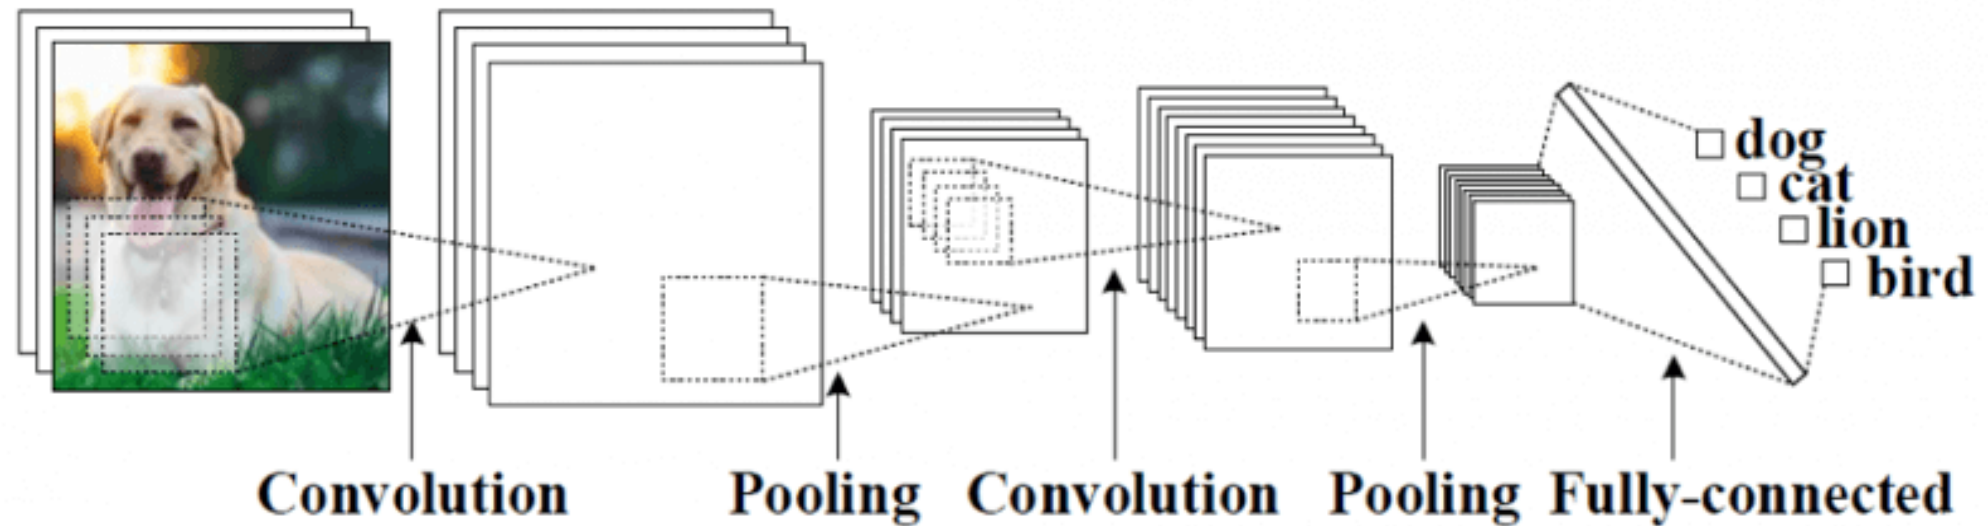 dog
cat
lion
bird
Convolution Pooling Convolution Pooling Fully-connected